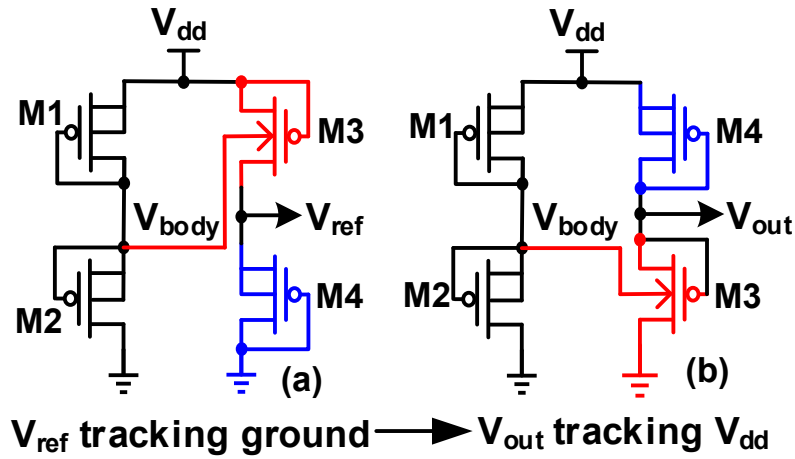 Vdd
M1
M3
Vbody
Vref
M2
M4
(a)
Vdd
M1
M4
Vbody
Vout
M2
M3
(b)
Vref tracking ground → Vout tracking Vdd